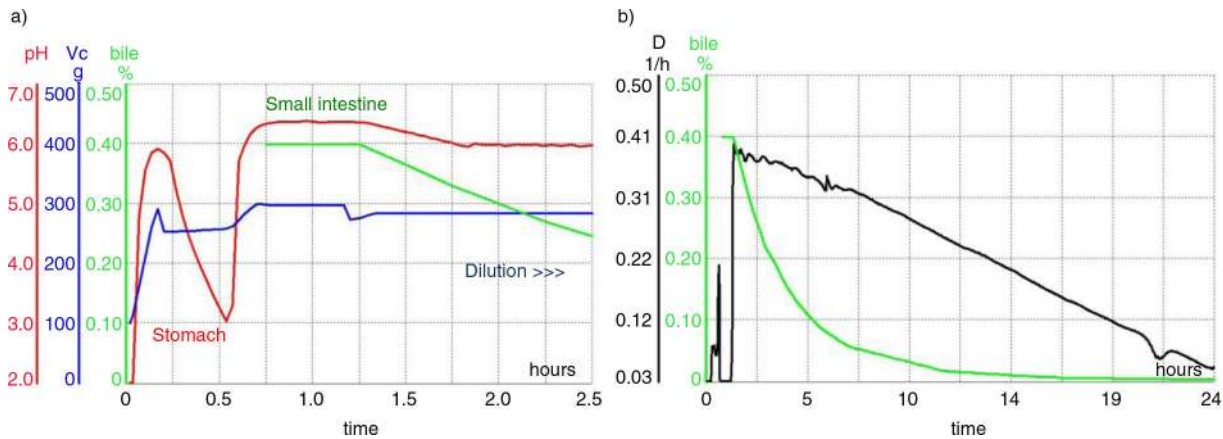 a)
pH Vc bile
g %
7.0 500 0.50
6.0 400 0.40
5.0 300 0.30
4.0 200 0.20
3.0 100 0.10
2.0 0 0
Small intestine
Dilution >>>
Stomach
hours
0 0.5 1.0 1.5 2.0 2.5
time
b)
D bile
1/h %
0.50 0.50
0.41 0.40
0.31 0.30
0.22 0.20
0.12 0.10
0.03 0
hours
0 5 10 14 19 24
time